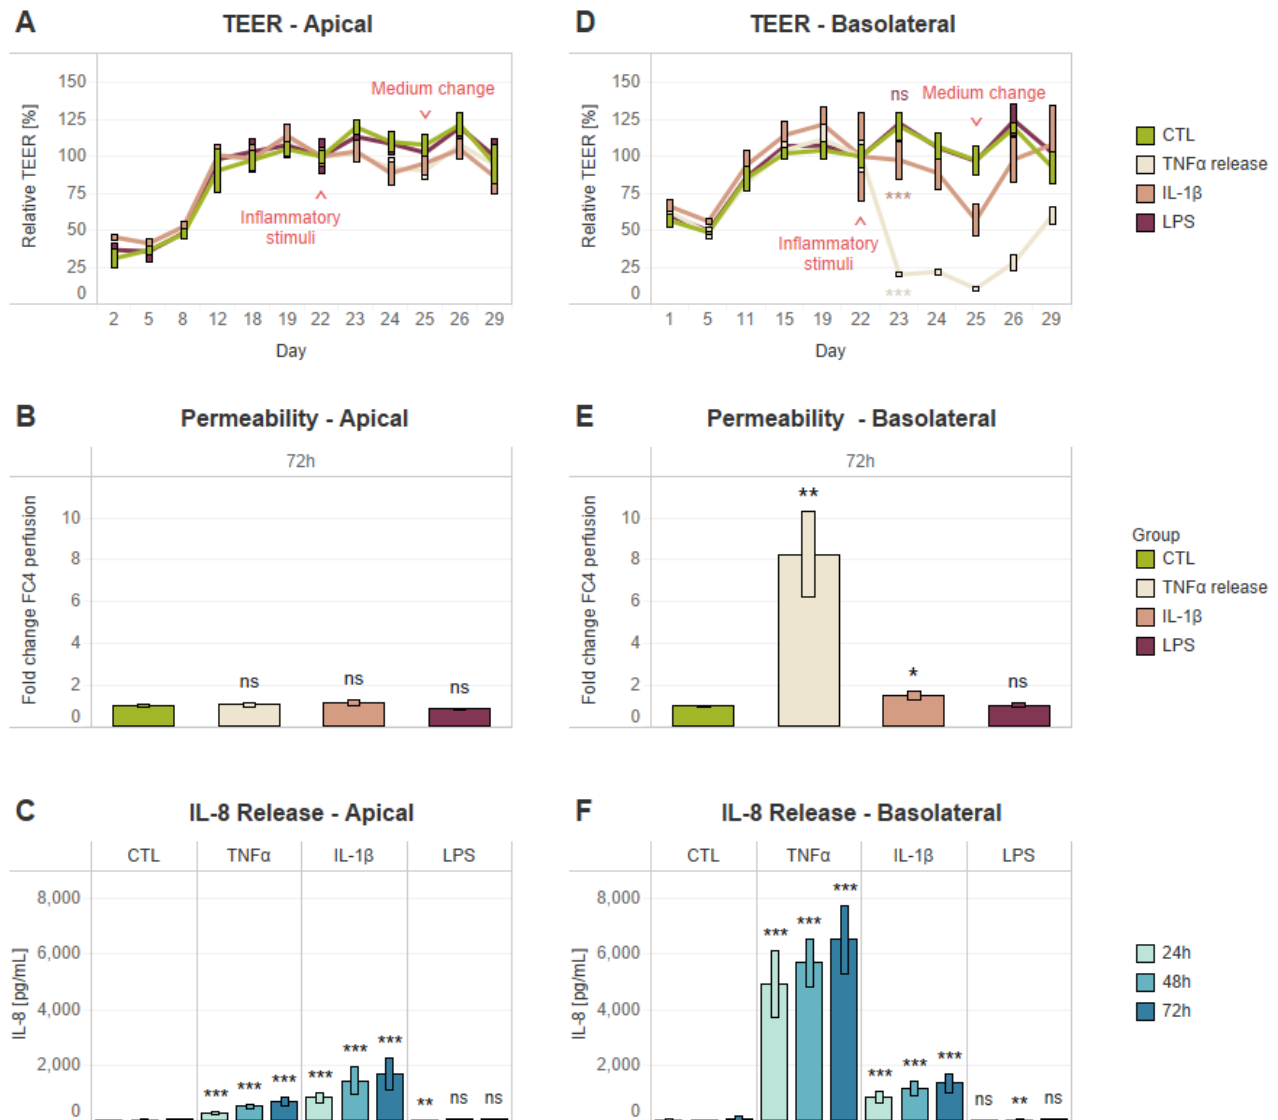 A
TEER - Apical
Relative TEER [%]
150
125
100
75
50
25
0
Medium change
Inflammatory
stimuli
2 5 8 12 18 19 22 23 24 25 26 29
Day
D
TEER - Basolateral
Relative TEER [%]
150
125
100
75
50
25
0
ns
Medium change
***
Inflammatory
stimuli
***
1 5 11 15 19 22 23 24 25 26 29
Day
CTL
TNFα release
IL-1β
LPS
B
Permeability - Apical
72h
Fold change FC4 perfusion
10
8
6
4
2
0
ns
ns
ns
E
Permeability - Basolateral
72h
Fold change FC4 perfusion
10
8
6
4
2
0
**
*
ns
Group
CTL
TNFα release
IL-1β
LPS
C
IL-8 Release - Apical
CTL TNFα IL-1β LPS
IL-8 [pg/mL]
8,000
6,000
4,000
2,000
0
*** *** *** *** *** *** ** ns ns
F
IL-8 Release - Basolateral
CTL TNFα IL-1β LPS
IL-8 [pg/mL]
8,000
6,000
4,000
2,000
0
*** *** *** *** *** *** ns ** ns
24h
48h
72h